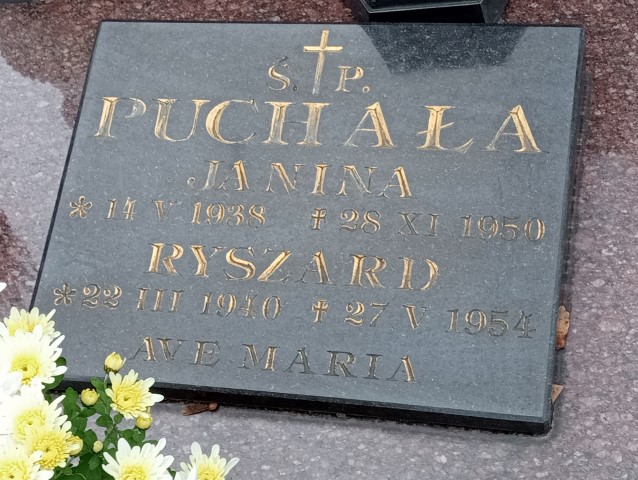 Ś. P.
PUCHAŁA
JANINA
* 14 V 1938 † 28 XI 1950
RYSZARD
* 22 III 1940 † 27 V 1954
AVE MARIA